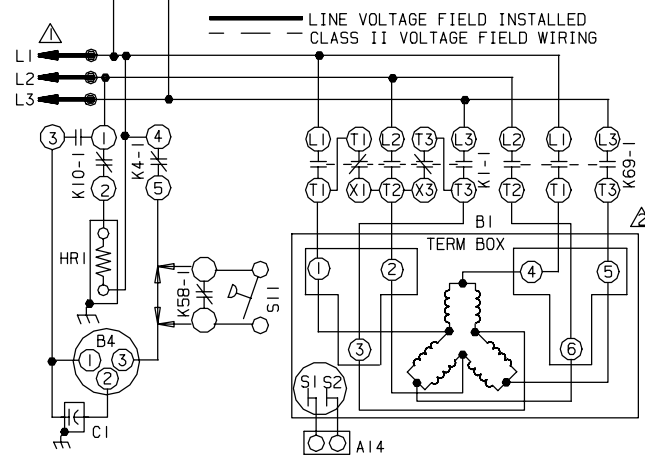 LINE VOLTAGE FIELD INSTALLED
CLASS II VOLTAGE FIELD WIRING
1
L1
L2
L3
3 1 4
K10-1
K4-1
2 5
L1 T1 L2 T3 L3 L2 L1 L3
K1-1
K69-1
T1 X1 T2 X3 T3 T2 T1 T3
B1
2
TERM BOX
HR1
K58-1
S11
1 2 4 5
3 6
B4
1 3
2
S1 S2
C1
A14